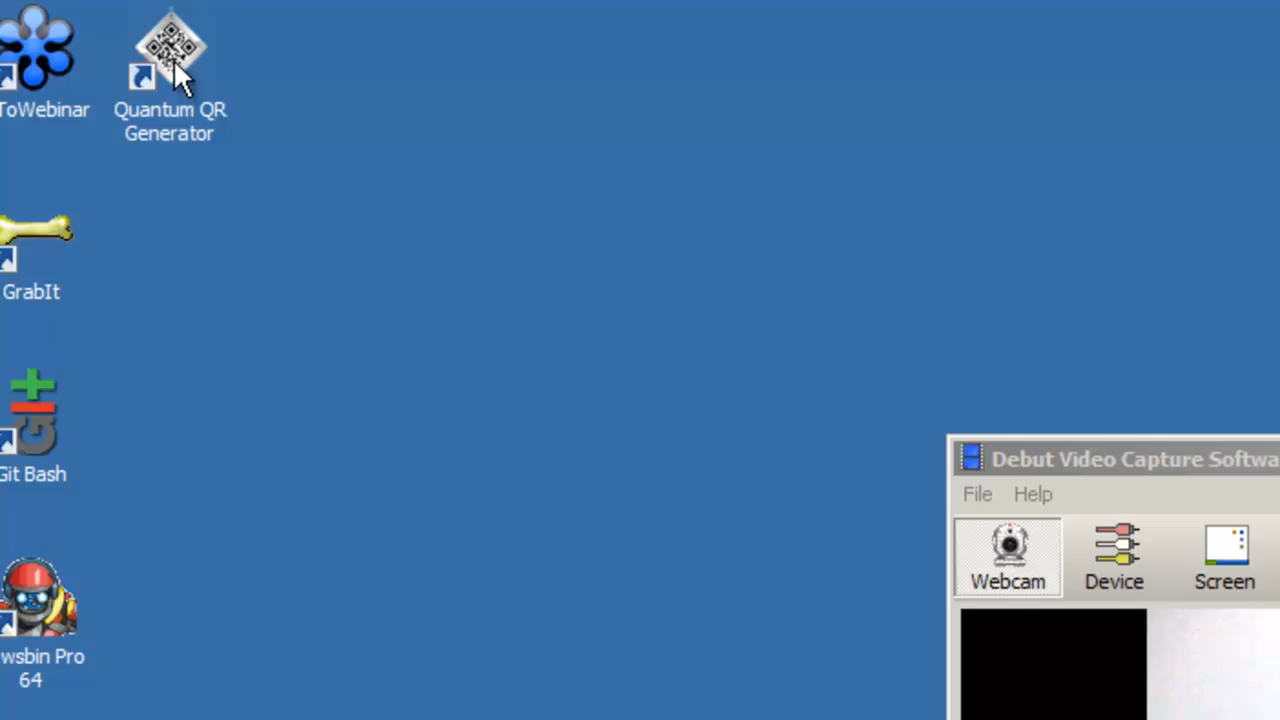 ToWebinar
Quantum QR
Generator
GrabIt
GIt
Git Bash
wsbin Pro
64
Debut Video Capture Softwa
File Help
Webcam Device Screen